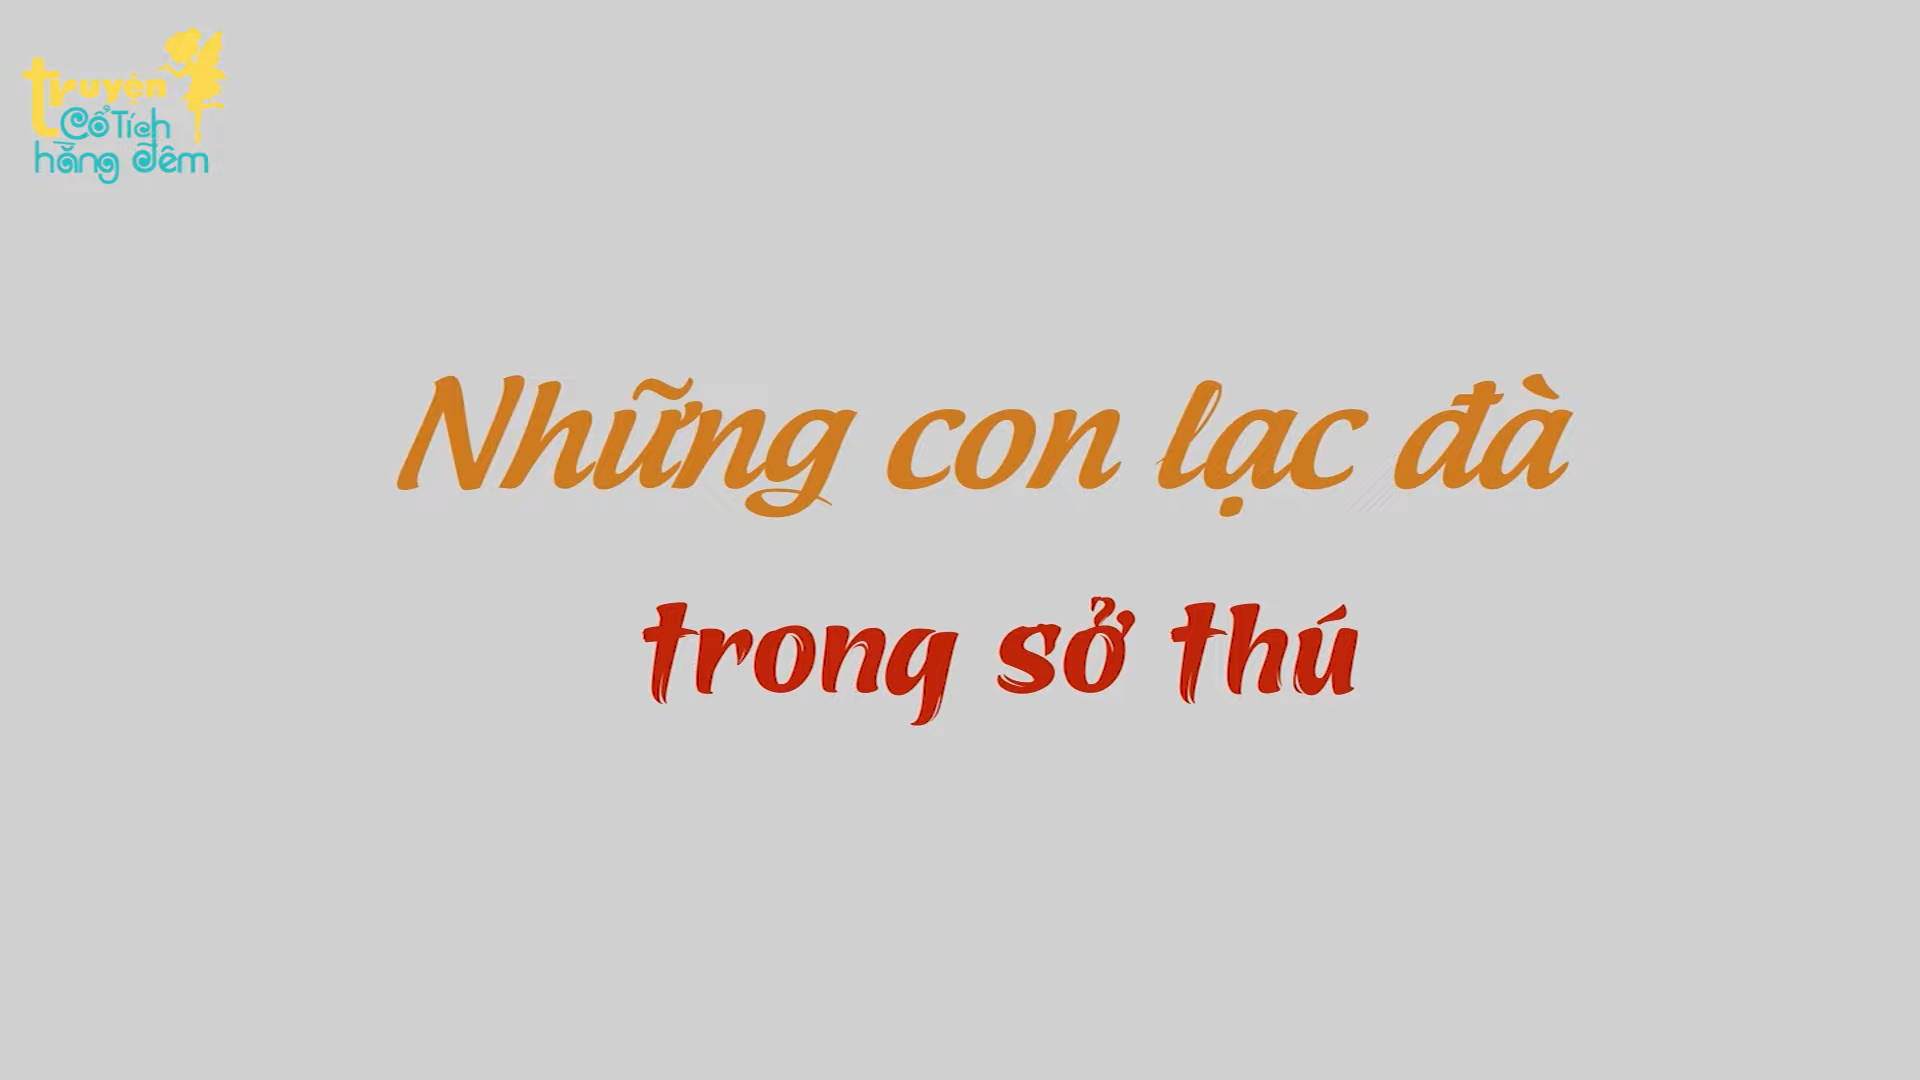 truyện
Cổ Tích
hằng đêm
Những con lạc đà
trong sở thú